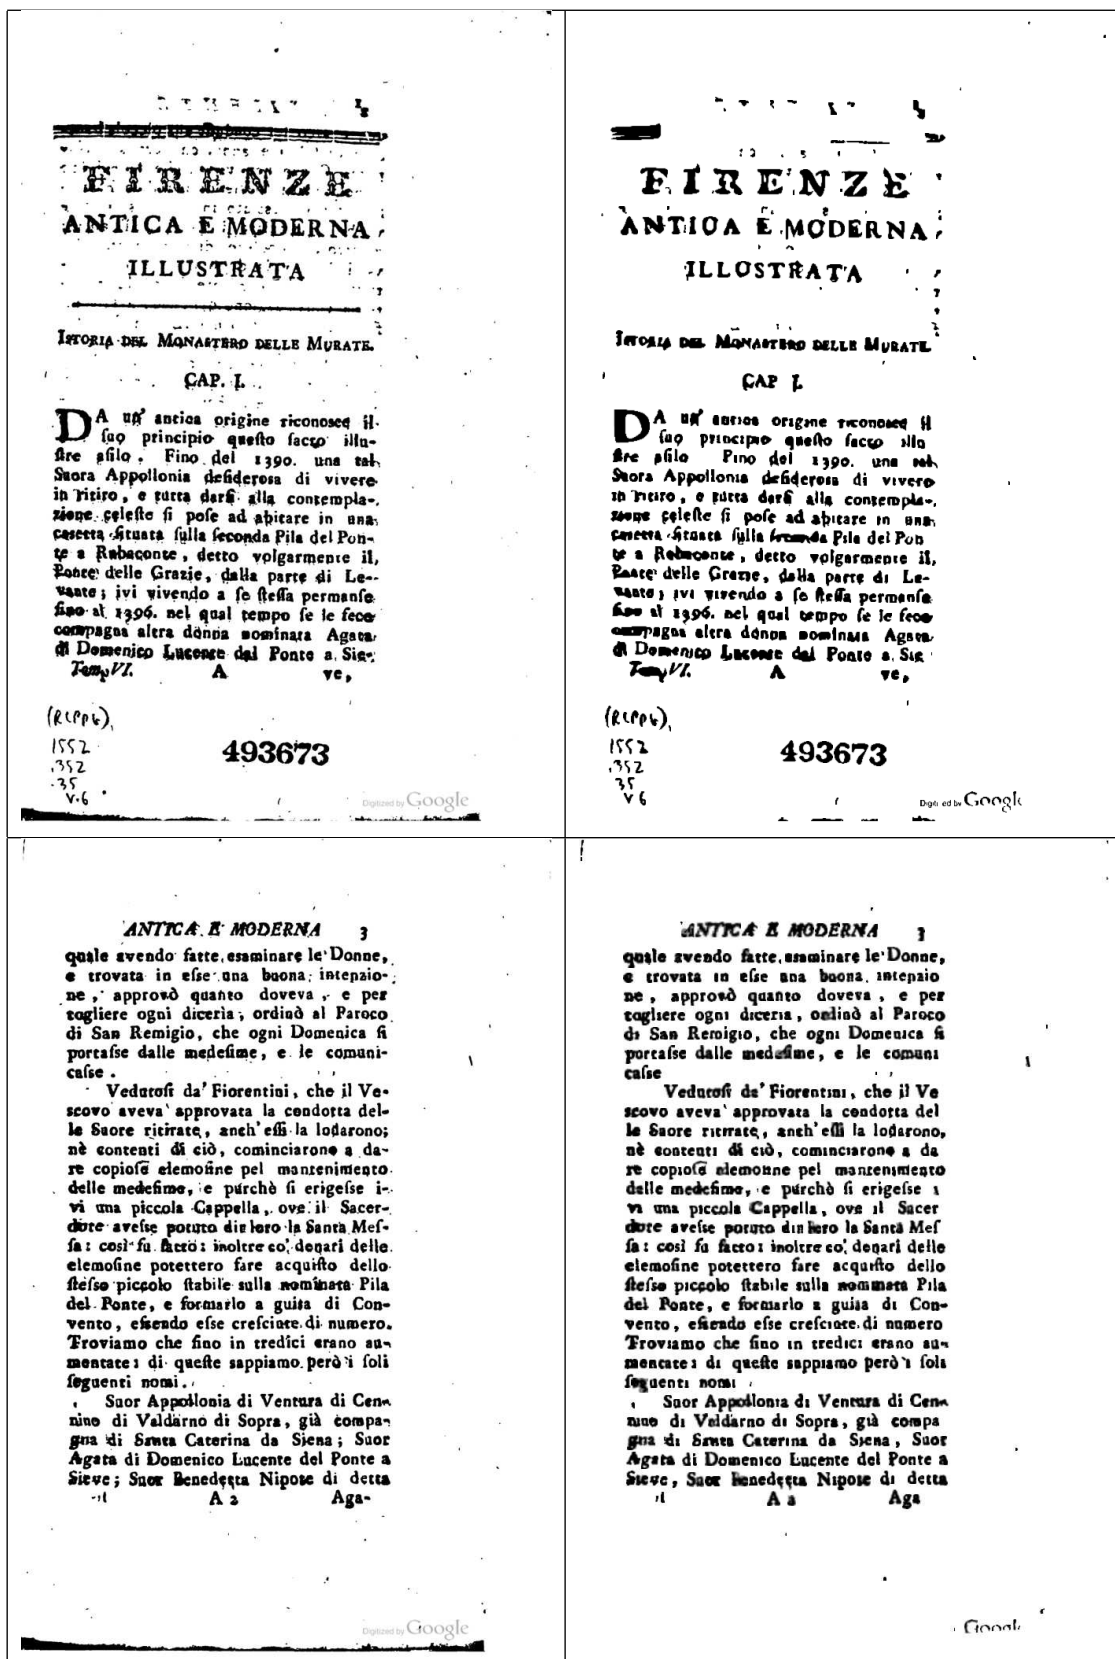 FIRENZE
ANTICA E MODERNA
ILLUSTRATA
ISTORIA DEL MONASTERO DELLE MURATE.
CAP. I.
DA un' antica origine riconosce il
ſuo principio queſto ſacro illu-
ſtre aſilo. Fino del 1390. una tal
Suora Appollonia deſideroſa di vivere
in ritiro, e tutta darſi alla contempla-
zione celeſte ſi poſe ad abitare in una
caſetta ſituata ſulla ſeconda Pila del Pon-
te a Rubaconte, detto volgarmente il
Ponte delle Grazie, dalla parte di Le-
vante; ivi vivendo a ſe ſteſſa permanſe
ſino al 1396. nel qual tempo ſe le fece
compagna altra donna nominata Agata
di Domenico Lucente dal Ponte a Sie-
Tom. VI. A ve,
(RCPP6)
1552
.352
.35
V.6
493673
Digitized by Google
FIRENZE
ANTICA E MODERNA
ILLUSTRATA
ISTORIA DEL MONASTERO DELLE MURATE
CAP I.
DA un' antica origine riconosce il
ſuo principio queſto ſacro illu
ſtre aſilo Fino del 1390. una tal
Suora Appollonia deſideroſa di vivere
in ritiro, e tutta darſi alla contempla-
zione celeſte ſi poſe ad abitare in una
caſetta ſituata ſulla ſeconda Pila del Pon
te a Rubaconte, detto volgarmente il
Ponte delle Grazie, dalla parte di Le-
vante; ivi vivendo a ſe ſteſſa permanſe
ſino al 1396. nel qual tempo ſe le fece
compagna altra donna nominata Agata
di Domenico Lucente dal Ponte a Sie
Tom. VI. A ve,
(RCPP6)
1552
.352
35
V 6
493673
Digitized by Google
ANTICA E MODERNA 3
quale avendo fatte esaminare le Donne,
e trovata in eſse una buona intenzio-
ne, approvò quanto doveva, e per
togliere ogni diceria, ordinò al Paroco
di San Remigio, che ogni Domenica ſi
portaſse dalle medeſime, e le comuni-
caſse.
Vedutoſi da' Fiorentini, che il Ve-
scovo aveva approvata la condotta del-
le Suore ritirate, anch'eſſi la lodarono;
nè contenti di ciò, cominciarono a da-
re copioſe elemoſine pel mantenimento
delle medeſime, e purchè ſi erigeſse i-
vi una piccola Cappella, ove il Sacer-
dote aveſse potuto dir loro la Santa Meſ-
ſa: così fu fatto: inoltre co' denari delle
elemoſine potettero fare acquiſto dello
ſteſso piccolo ſtabile sulla nominata Pila
del Ponte, e formarlo a guisa di Con-
vento, eſsendo eſse creſciute di numero.
Troviamo che ſino in tredici erano au-
mentate: di queſte sappiamo però i ſoli
ſeguenti nomi.
Suor Appollonia di Ventura di Cen-
nino di Valdarno di Sopra, già compa-
gna di Santa Caterina da Siena; Suor
Agata di Domenico Lucente del Ponte a
Sieve; Suor Benedetta Nipote di detta
A 2 Aga-
Digitized by Google
ANTICA E MODERNA 3
quale avendo fatte, esaminare le Donne,
e trovata in eſse una buona intenzio
ne, approvò quanto doveva, e per
togliere ogni diceria, ordinò al Paroco
di San Remigio, che ogni Domenica ſi
portaſse dalle medeſime, e le comuni
caſse
Vedutoſi da' Fiorentini, che il Ve
scovo aveva approvata la condotta del
le Suore ritirate, anch'eſſi la lodarono,
nè contenti di ciò, cominciarono a da
re copioſe elemoſine pel mantenimento
delle medeſime, e purchè ſi erigeſse i
vi una piccola Cappella, ove il Sacer
dote aveſse potuto dir loro la Santa Meſ
ſa: così fu fatto: inoltre co' denari delle
elemoſine potettero fare acquiſto dello
ſteſso piccolo ſtabile sulla nominata Pila
del Ponte, e formarlo a guisa di Con-
vento, eſsendo eſse creſciute di numero
Troviamo che ſino in tredici erano au-
mentate: di queſte sappiamo però i ſoli
ſeguenti nomi
Suor Appollonia di Ventura di Cen-
nino di Valdarno di Sopra, già compa
gna di Santa Caterina da Siena, Suor
Agata di Domenico Lucente del Ponte a
Sieve, Suor Benedetta Nipote di detta
A 2 Aga
Google